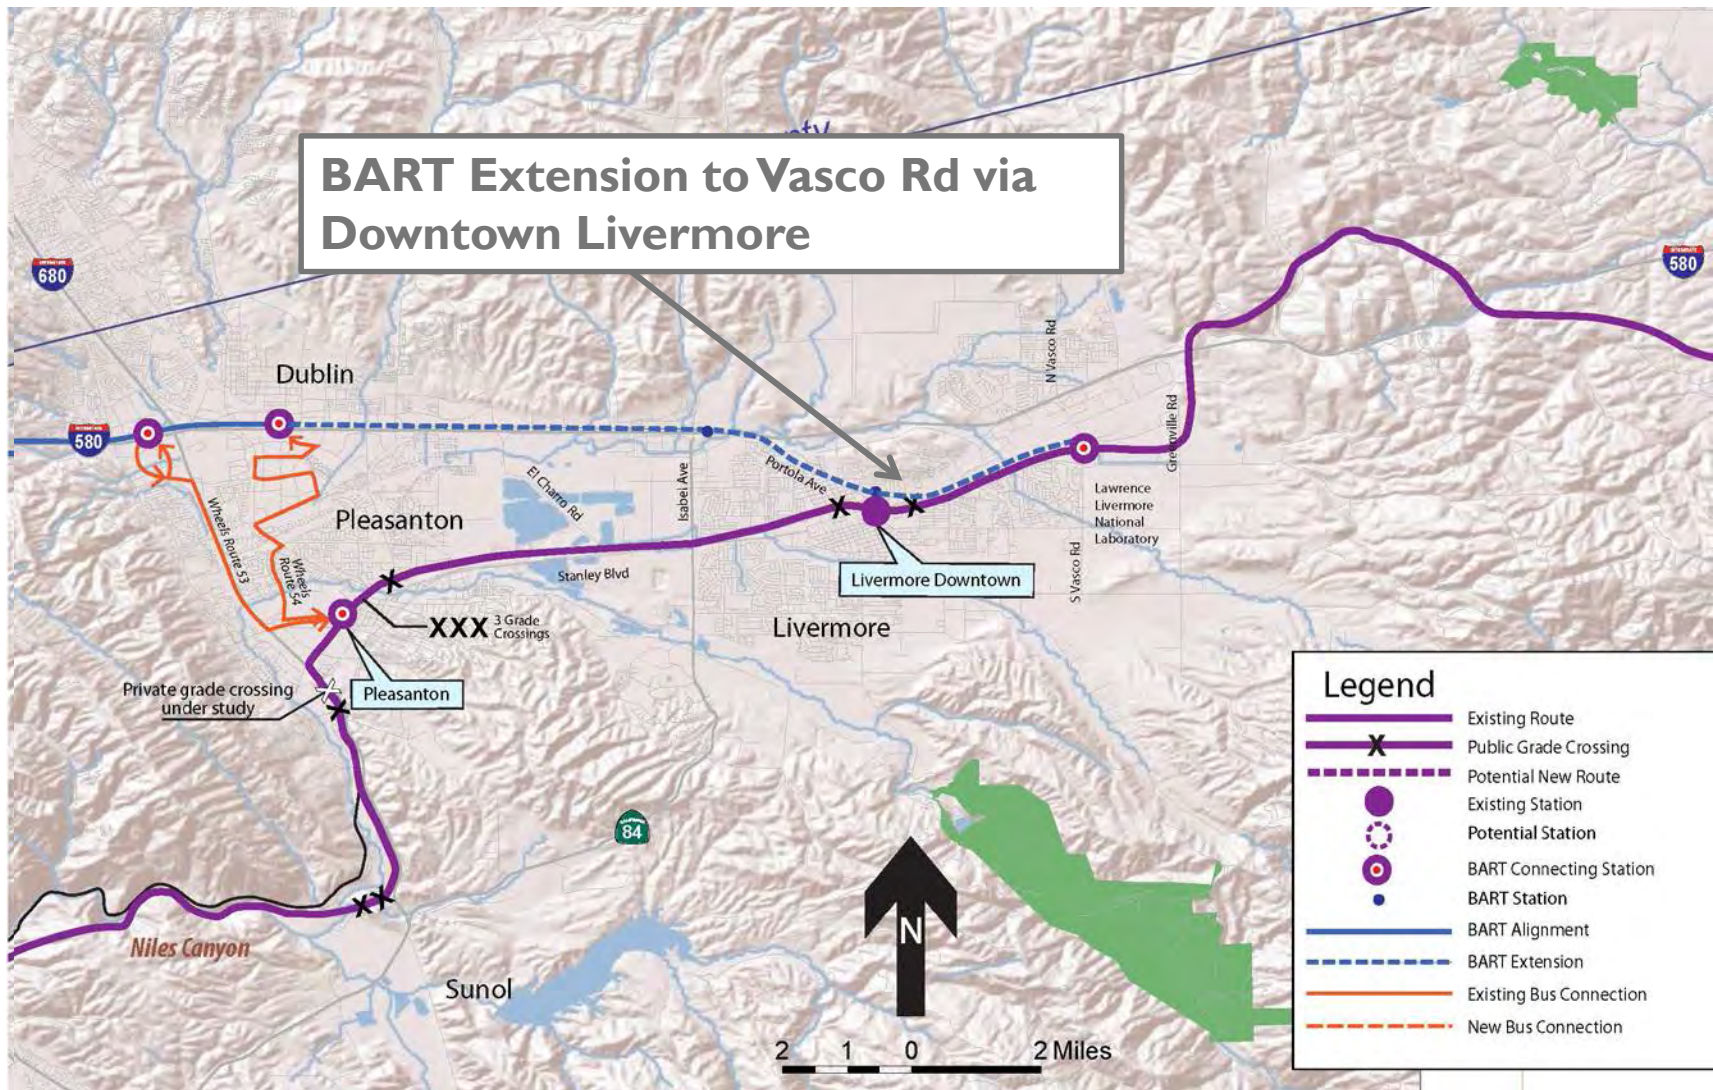 nty
BART Extension to Vasco Rd via
Downtown Livermore
680
580
Dublin
580
N Vasco Rd
Greenville Rd
Portola Ave
Isabel Ave
El Charro Rd
Pleasanton
Wheels Route 53
Wheels
Route 54
Lawrence
Livermore
National
Laboratory
Stanley Blvd
Livermore Downtown
S Vasco Rd
XXX 3 Grade
Crossings
Livermore
Private grade crossing
under study
Pleasanton
84
Niles Canyon
Sunol
N
2 1 0 2 Miles
Legend
Existing Route
X Public Grade Crossing
Potential New Route
Existing Station
Potential Station
BART Connecting Station
BART Station
BART Alignment
BART Extension
Existing Bus Connection
New Bus Connection